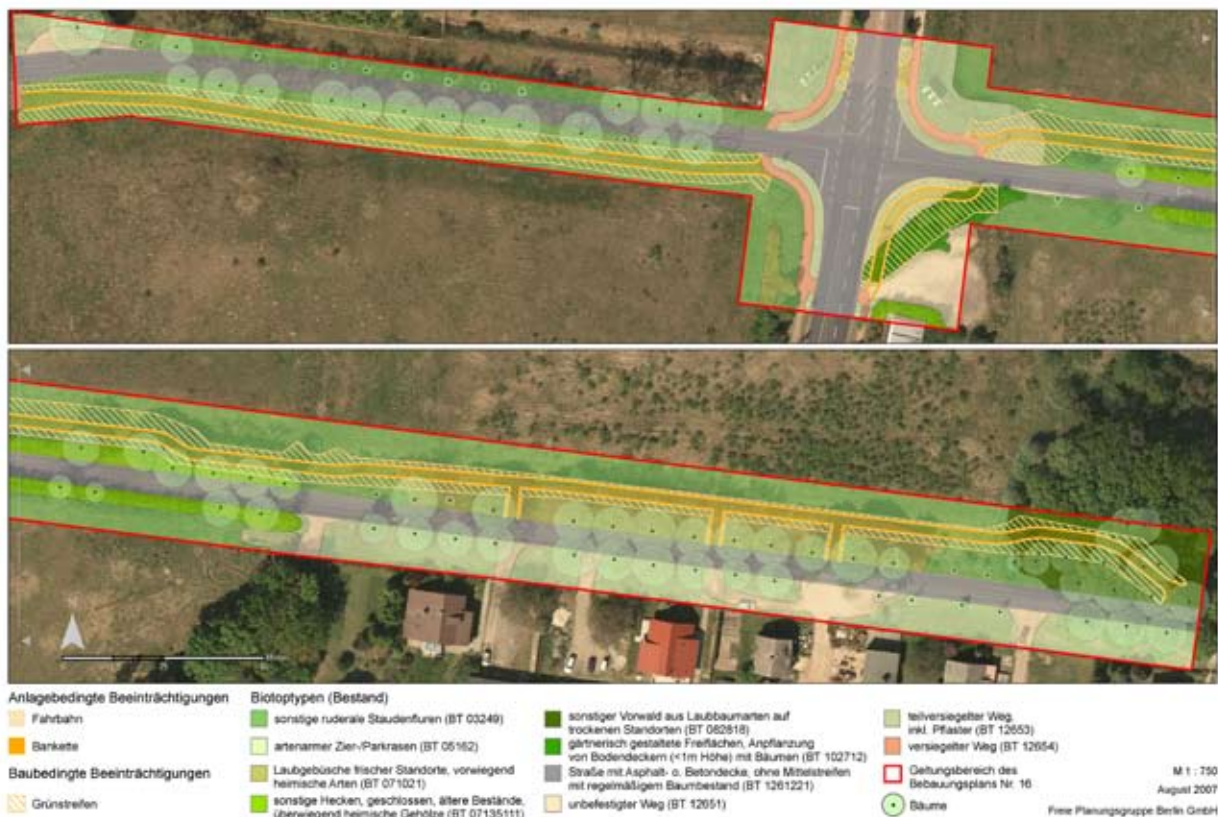 Anlagebedingte Beeinträchtigungen
Fahrbahn
Bankette
Baubedingte Beeinträchtigungen
Grünstreifen
Biotoptypen (Bestand)
sonstige ruderale Staudenfluren (BT 03249)
artenarmer Zier-/Parkrasen (BT 05162)
Laubgebüsche frischer Standorte, vorwiegend
heimische Arten (BT 071021)
sonstige Hecken, geschlossen, ältere Bestände,
überwiegend heimische Gehölze (BT 07135111)
sonstiger Vorwald aus Laubbaumarten auf
trockenen Standorten (BT 082818)
gärtnerisch gestaltete Freiflächen, Anpflanzung
von Bodendeckern (<1m Höhe) mit Bäumen (BT 102712)
Straße mit Asphalt- o. Betondecke, ohne Mittelstreifen
mit regelmäßigem Baumbestand (BT 1261221)
unbefestigter Weg (BT 12651)
teilversiegelter Weg,
inkl. Pflaster (BT 12653)
versiegelter Weg (BT 12654)
Geltungsbereich des
Bebauungsplans Nr. 16
Bäume
M 1 : 750
August 2007
Freie Planungsgruppe Berlin GmbH